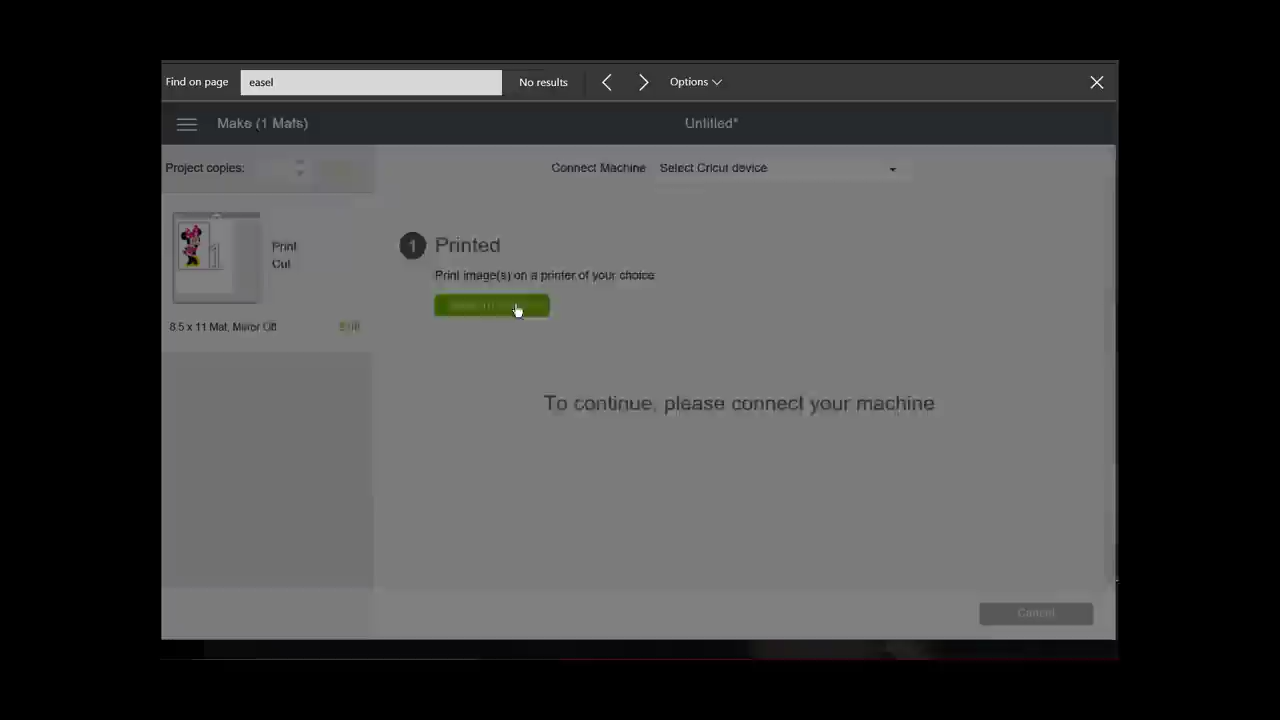 Find on page easel No results Options
Make (1 Mats) Untitled*
Project copies: Connect Machine Select Cricut device
Print
Cut
1 Printed
Print image(s) on a printer of your choice
8.5 x 11 Mat, Mirror Off Edit
To continue, please connect your machine
Cancel